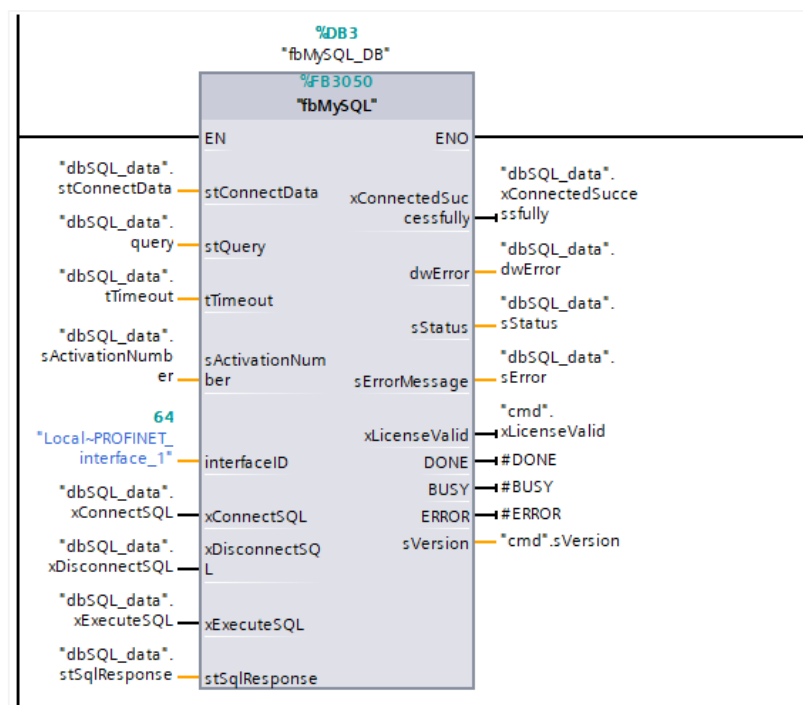 %DB3
"fbMySQL_DB"
%FB3050
"fbMySQL"
EN
ENO
"dbSQL_data".
stConnectData
stConnectData
xConnectedSuc
cessfully
"dbSQL_data".
xConnectedSucce
ssfully
"dbSQL_data".
query
stQuery
dwError
"dbSQL_data".
dwError
"dbSQL_data".
tTimeout
tTimeout
sStatus
"dbSQL_data".
sStatus
"dbSQL_data".
sActivationNumb
er
sActivationNum
ber
sErrorMessage
"dbSQL_data".
sError
64
"Local~PROFINET_
interface_1"
interfaceID
xLicenseValid
"cmd".
xLicenseValid
DONE
#DONE
BUSY
#BUSY
ERROR
#ERROR
sVersion
"cmd".sVersion
"dbSQL_data".
xConnectSQL
xConnectSQL
"dbSQL_data".
xDisconnectSQL
xDisconnectSQ
L
"dbSQL_data".
xExecuteSQL
xExecuteSQL
"dbSQL_data".
stSqlResponse
stSqlResponse